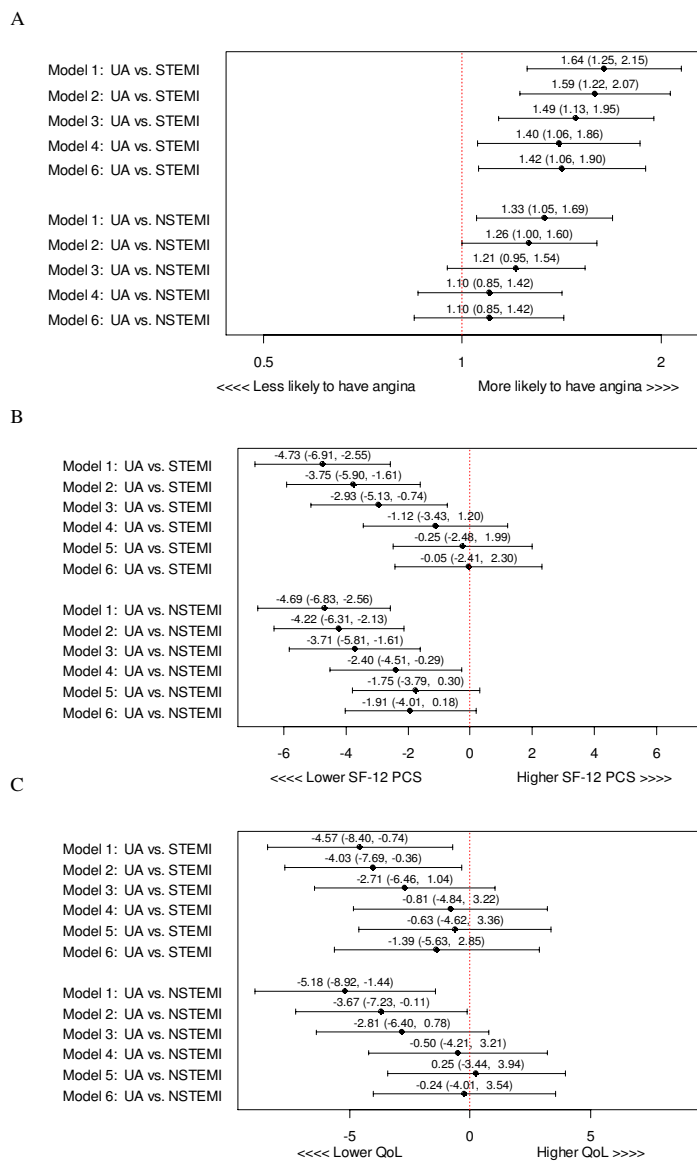 A
Model 1: UA vs. STEMI 1.64 (1.25, 2.15)
Model 2: UA vs. STEMI 1.59 (1.22, 2.07)
Model 3: UA vs. STEMI 1.49 (1.13, 1.95)
Model 4: UA vs. STEMI 1.40 (1.06, 1.86)
Model 6: UA vs. STEMI 1.42 (1.06, 1.90)
Model 1: UA vs. NSTEMI 1.33 (1.05, 1.69)
Model 2: UA vs. NSTEMI 1.26 (1.00, 1.60)
Model 3: UA vs. NSTEMI 1.21 (0.95, 1.54)
Model 4: UA vs. NSTEMI 1.10 (0.85, 1.42)
Model 6: UA vs. NSTEMI 1.10 (0.85, 1.42)
0.5 1 2
<<<< Less likely to have angina More likely to have angina >>>>
B
Model 1: UA vs. STEMI -4.73 (-6.91, -2.55)
Model 2: UA vs. STEMI -3.75 (-5.90, -1.61)
Model 3: UA vs. STEMI -2.93 (-5.13, -0.74)
Model 4: UA vs. STEMI -1.12 (-3.43, 1.20)
Model 5: UA vs. STEMI -0.25 (-2.48, 1.99)
Model 6: UA vs. STEMI -0.05 (-2.41, 2.30)
Model 1: UA vs. NSTEMI -4.69 (-6.83, -2.56)
Model 2: UA vs. NSTEMI -4.22 (-6.31, -2.13)
Model 3: UA vs. NSTEMI -3.71 (-5.81, -1.61)
Model 4: UA vs. NSTEMI -2.40 (-4.51, -0.29)
Model 5: UA vs. NSTEMI -1.75 (-3.79, 0.30)
Model 6: UA vs. NSTEMI -1.91 (-4.01, 0.18)
-6 -4 -2 0 2 4 6
<<<< Lower SF-12 PCS Higher SF-12 PCS >>>>
C
Model 1: UA vs. STEMI -4.57 (-8.40, -0.74)
Model 2: UA vs. STEMI -4.03 (-7.69, -0.36)
Model 3: UA vs. STEMI -2.71 (-6.46, 1.04)
Model 4: UA vs. STEMI -0.81 (-4.84, 3.22)
Model 5: UA vs. STEMI -0.63 (-4.62, 3.36)
Model 6: UA vs. STEMI -1.39 (-5.63, 2.85)
Model 1: UA vs. NSTEMI -5.18 (-8.92, -1.44)
Model 2: UA vs. NSTEMI -3.67 (-7.23, -0.11)
Model 3: UA vs. NSTEMI -2.81 (-6.40, 0.78)
Model 4: UA vs. NSTEMI -0.50 (-4.21, 3.21)
Model 5: UA vs. NSTEMI 0.25 (-3.44, 3.94)
Model 6: UA vs. NSTEMI -0.24 (-4.01, 3.54)
-5 0 5
<<<< Lower QoL Higher QoL >>>>